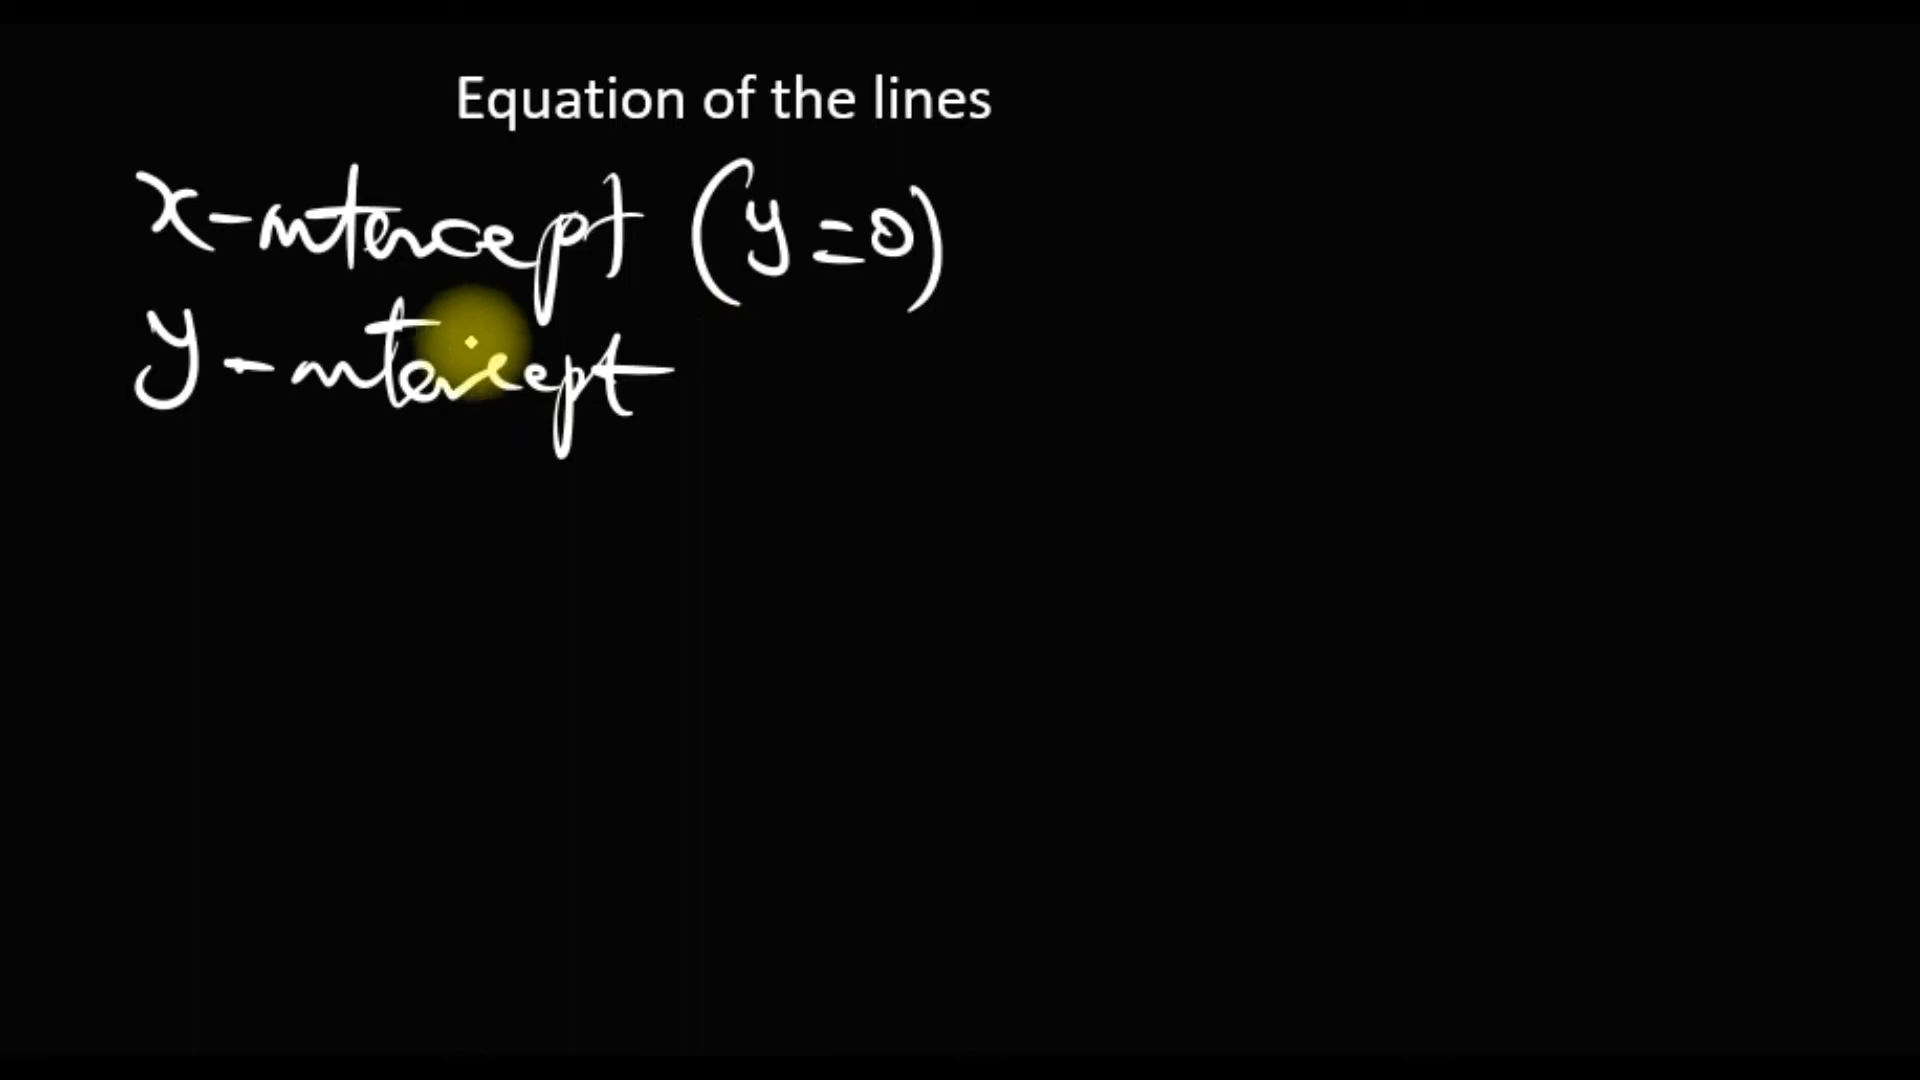 Equation of the lines
x-intercept (y=0)
y-intercept